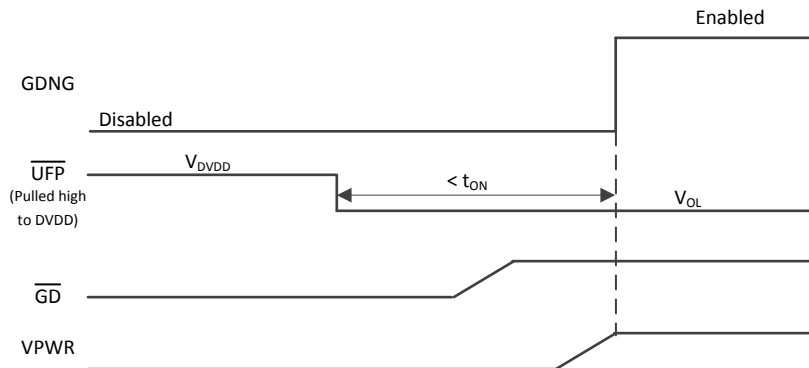 Enabled
GDNG
Disabled
UFP
(Pulled high
to DVDD)
V_DVDD
< t_ON
V_OL
GD
VPWR